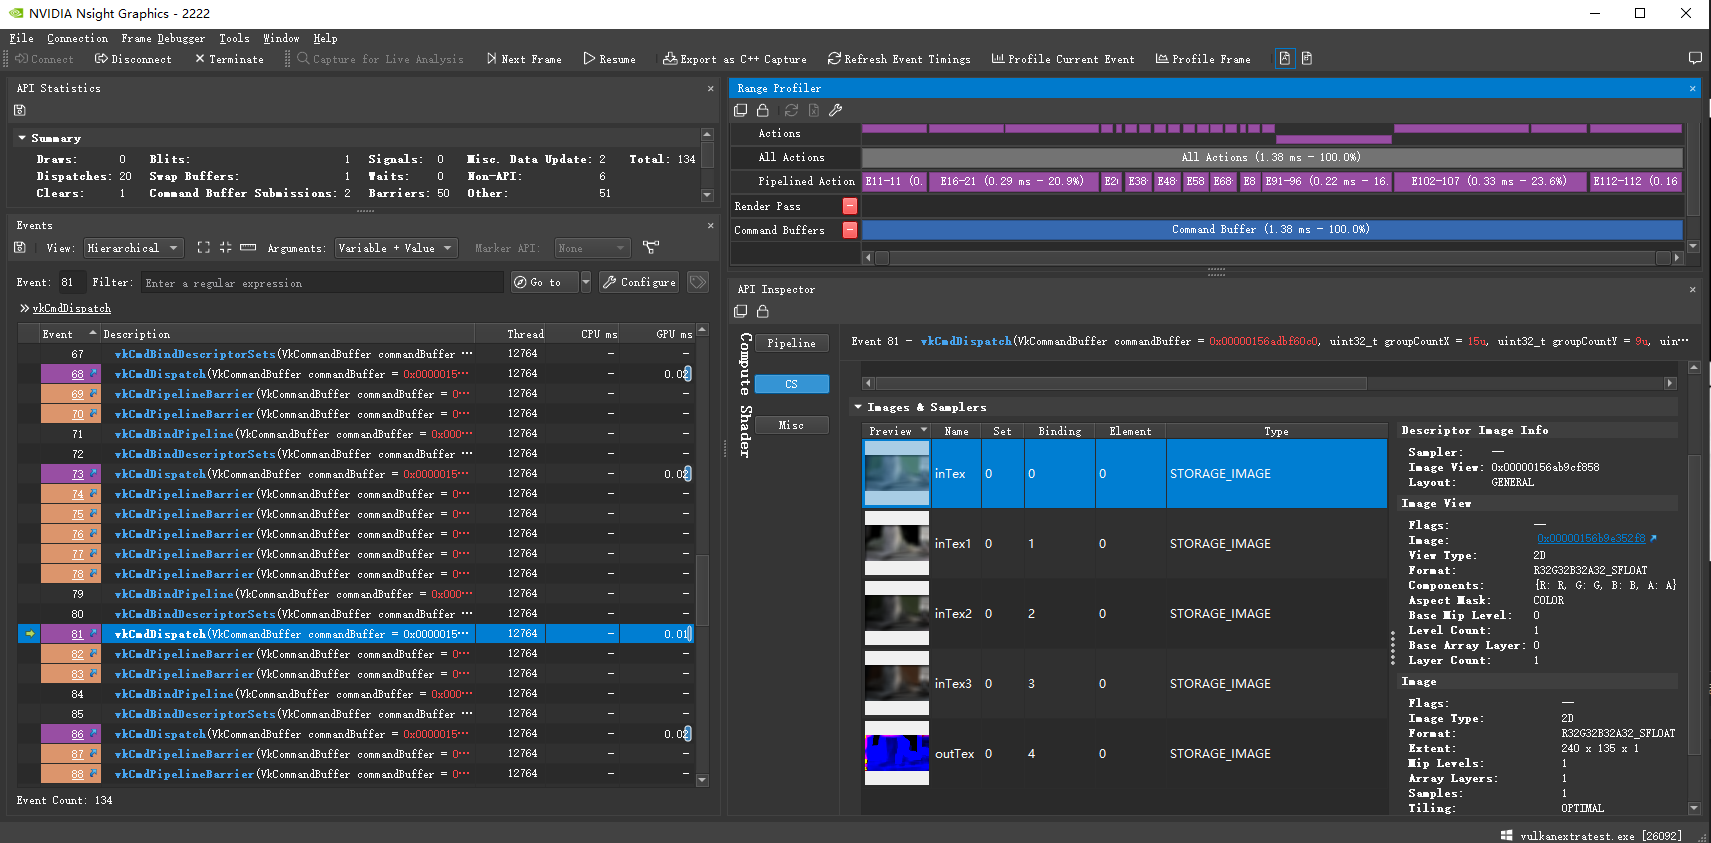 NVIDIA Nsight Graphics - 2222
File Connection Frame Debugger Tools Window Help
Connect Disconnect Terminate Capture for Live Analysis Next Frame Resume Export as C++ Capture Refresh Event Timings Profile Current Event Profile Frame
API Statistics
Summary
Draws: 0 Blits: 1 Signals: 0 Misc. Data Update: 2 Total: 134
Dispatches: 20 Swap Buffers: 1 Waits: 0 Non-API: 6
Clears: 1 Command Buffer Submissions: 2 Barriers: 50 Other: 51
Events
View: Hierarchical Arguments: Variable + Value Marker API: None
Event: 81 Filter: Enter a regular expression Go to Configure
vkCmdDispatch
Event Description Thread CPU ms GPU ms
67 vkCmdBindDescriptorSets(VkCommandBuffer commandBuffer ··· 12764 — —
68 vkCmdDispatch(VkCommandBuffer commandBuffer = 0x0000015··· 12764 — 0.02
69 vkCmdPipelineBarrier(VkCommandBuffer commandBuffer = 0··· 12764 — —
70 vkCmdPipelineBarrier(VkCommandBuffer commandBuffer = 0··· 12764 — —
71 vkCmdBindPipeline(VkCommandBuffer commandBuffer = 0x000··· 12764 — —
72 vkCmdBindDescriptorSets(VkCommandBuffer commandBuffer ··· 12764 — —
73 vkCmdDispatch(VkCommandBuffer commandBuffer = 0x0000015··· 12764 — 0.02
74 vkCmdPipelineBarrier(VkCommandBuffer commandBuffer = 0··· 12764 — —
75 vkCmdPipelineBarrier(VkCommandBuffer commandBuffer = 0··· 12764 — —
76 vkCmdPipelineBarrier(VkCommandBuffer commandBuffer = 0··· 12764 — —
77 vkCmdPipelineBarrier(VkCommandBuffer commandBuffer = 0··· 12764 — —
78 vkCmdPipelineBarrier(VkCommandBuffer commandBuffer = 0··· 12764 — —
79 vkCmdBindPipeline(VkCommandBuffer commandBuffer = 0x000··· 12764 — —
80 vkCmdBindDescriptorSets(VkCommandBuffer commandBuffer ··· 12764 — —
81 vkCmdDispatch(VkCommandBuffer commandBuffer = 0x0000015··· 12764 — 0.01
82 vkCmdPipelineBarrier(VkCommandBuffer commandBuffer = 0··· 12764 — —
83 vkCmdPipelineBarrier(VkCommandBuffer commandBuffer = 0··· 12764 — —
84 vkCmdBindPipeline(VkCommandBuffer commandBuffer = 0x000··· 12764 — —
85 vkCmdBindDescriptorSets(VkCommandBuffer commandBuffer ··· 12764 — —
86 vkCmdDispatch(VkCommandBuffer commandBuffer = 0x0000015··· 12764 — 0.02
87 vkCmdPipelineBarrier(VkCommandBuffer commandBuffer = 0··· 12764 — —
88 vkCmdPipelineBarrier(VkCommandBuffer commandBuffer = 0··· 12764 — —
Event Count: 134
Range Profiler
Actions
All Actions All Actions (1.38 ms - 100.0%)
Pipelined Action E11-11 (0. E16-21 (0.29 ms - 20.9%) E2 E38- E48- E58 E68- E8 E91-96 (0.22 ms - 16. E102-107 (0.33 ms - 23.6%) E112-112 (0.16
Render Pass
Command Buffers Command Buffer (1.38 ms - 100.0%)
API Inspector
Compute Shader
Pipeline
CS
Misc
Event 81 - vkCmdDispatch(VkCommandBuffer commandBuffer = 0x00000156adbf60c0, uint32_t groupCountX = 15u, uint32_t groupCountY = 9u, uin···
Images & Samplers
Preview Name Set Binding Element Type
inTex 0 0 0 STORAGE_IMAGE
inTex1 0 1 0 STORAGE_IMAGE
inTex2 0 2 0 STORAGE_IMAGE
inTex3 0 3 0 STORAGE_IMAGE
outTex 0 4 0 STORAGE_IMAGE
Descriptor Image Info
Sampler: —
Image View: 0x00000156ab9cf858
Layout: GENERAL
Image View
Flags: —
Image: 0x00000156b9e352f8
View Type: 2D
Format: R32G32B32A32_SFLOAT
Components: {R: R, G: G, B: B, A: A}
Aspect Mask: COLOR
Base Mip Level: 0
Level Count: 1
Base Array Layer: 0
Layer Count: 1
Image
Flags: —
Image Type: 2D
Format: R32G32B32A32_SFLOAT
Extent: 240 x 135 x 1
Mip Levels: 1
Array Layers: 1
Samples: 1
Tiling: OPTIMAL
vulkanextratest.exe [26092]